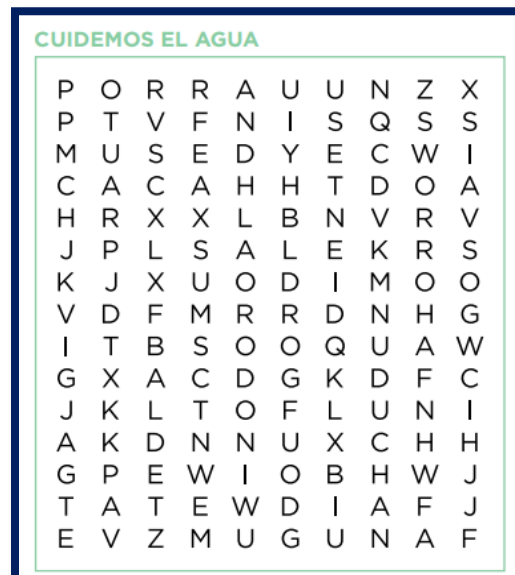 CUIDEMOS EL AGUA
P O R R A U U N Z X
P T V F N I S Q S S
M U S E D Y E C W I
C A C A H H T D O A
H R X X L B N V R V
J P L S A L E K R S
K J X U O D I M O O
V D F M R R D N H G
I T B S O O Q U A W
G X A C D G K D F C
J K L T O F L U N I
A K D N N U X C H H
G P E W I O B H W J
T A T E W D I A F J
E V Z M U G U N A F